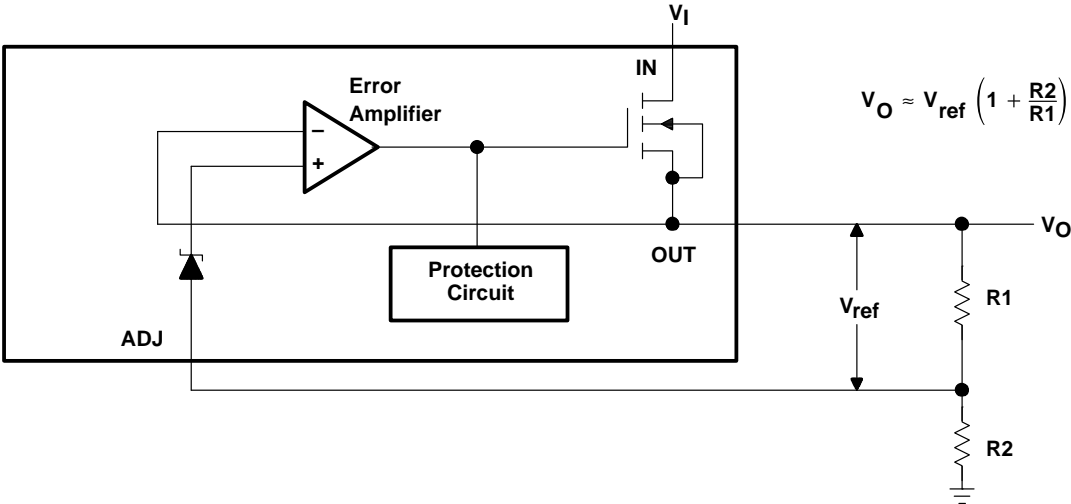 VI
IN
Error
Amplifier
VO ≈ Vref (1 + R2/R1)
−
+
OUT
VO
Protection
Circuit
Vref
R1
ADJ
R2